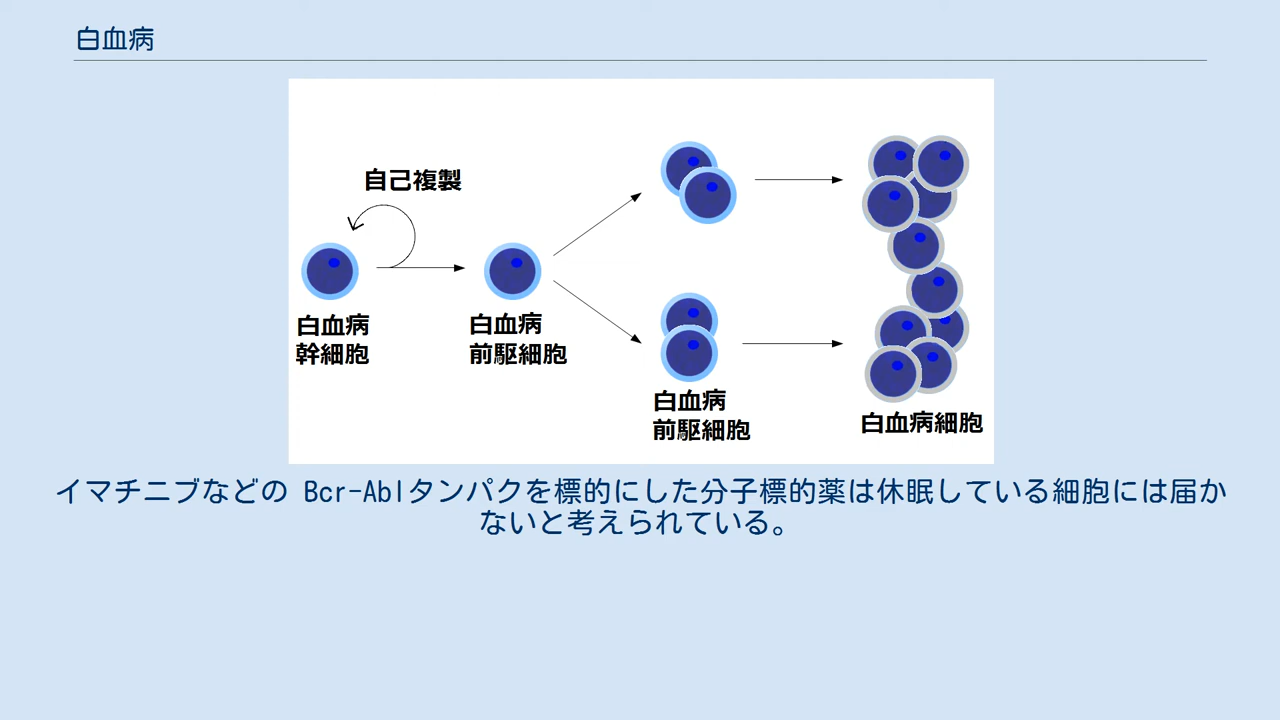 白血病
自己複製
白血病
幹細胞
白血病
前駆細胞
白血病
前駆細胞
白血病細胞
イマチニブなどの Bcr-Ablタンパクを標的にした分子標的薬は休眠している細胞には届か
ないと考えられている。